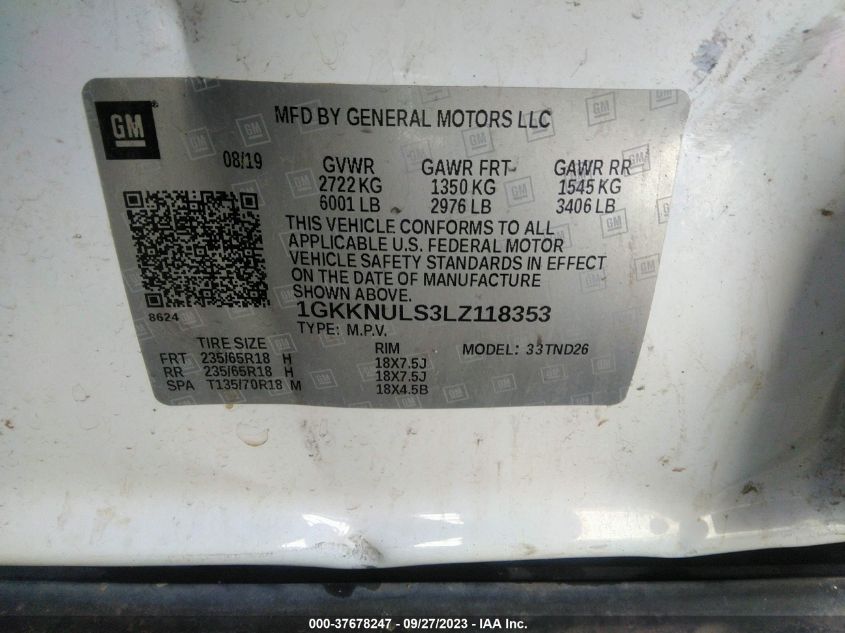 GM
MFD BY GENERAL MOTORS LLC
08/19 GVWR GAWR FRT GAWR RR
2722 KG 1350 KG 1545 KG
6001 LB 2976 LB 3406 LB
THIS VEHICLE CONFORMS TO ALL
APPLICABLE U.S. FEDERAL MOTOR
VEHICLE SAFETY STANDARDS IN EFFECT
ON THE DATE OF MANUFACTURE
SHOWN ABOVE.
8624
1GKKNULS3LZ118353
TYPE: M.P.V.
TIRE SIZE RIM MODEL: 33TND26
FRT 235/65R18 H 18X7.5J
RR 235/65R18 H 18X7.5J
SPA T135/70R18 M 18X4.5B
000-37678247 - 09/27/2023 - © IAA Inc.